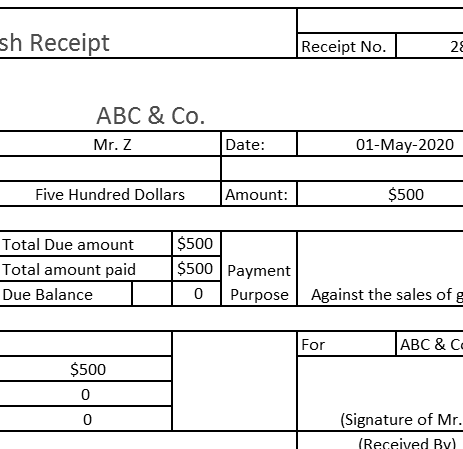 sh Receipt
Receipt No. 28
ABC & Co.
Mr. Z Date: 01-May-2020
Five Hundred Dollars Amount: $500
Total Due amount $500
Total amount paid $500
Due Balance 0
Payment
Purpose
Against the sales of g
For ABC & Co
$500
0
0
(Signature of Mr.
(Received By)